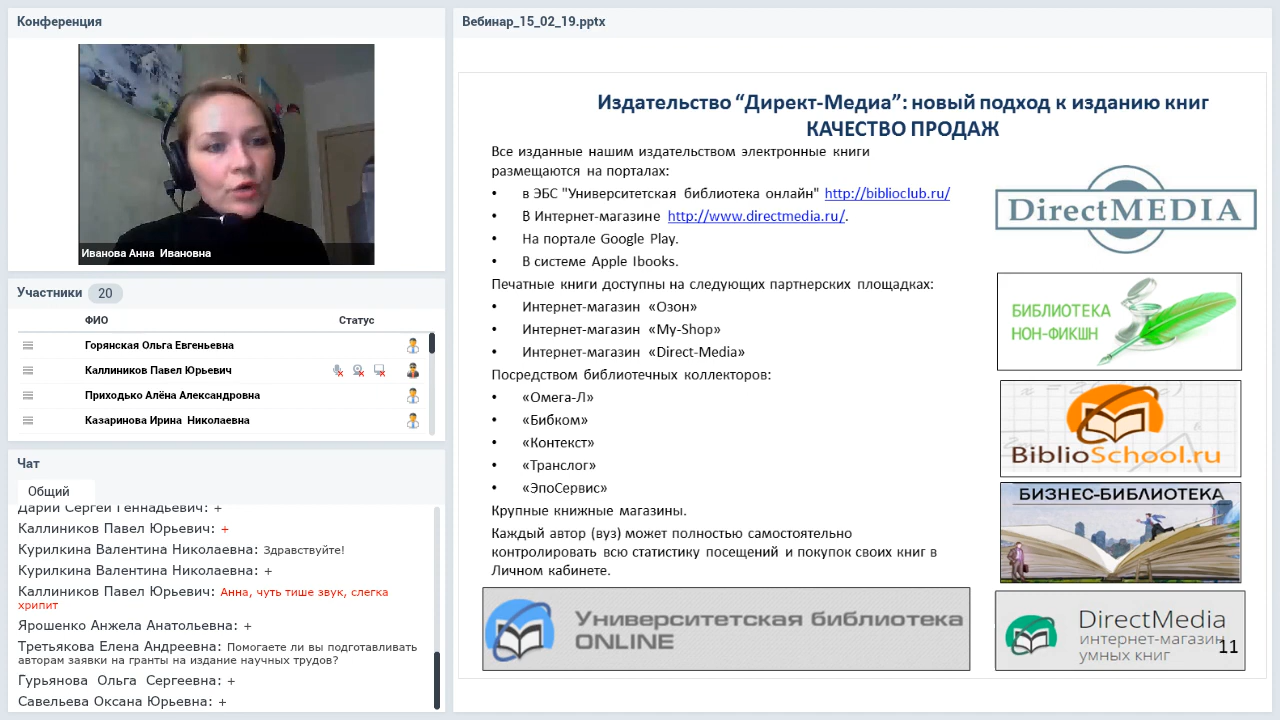 Конференция
Иванова Анна  Ивановна
Участники 20
ФИО Статус
Горянская Ольга Евгеньевна
Каллиников Павел Юрьевич
Приходько Алёна Александровна
Казаринова Ирина  Николаевна
Чат
Общий
Дарий Сергей Геннадьевич: +
Каллиников Павел Юрьевич: +
Курилкина Валентина Николаевна: Здравствуйте!
Курилкина Валентина Николаевна: +
Каллиников Павел Юрьевич: Анна, чуть тише звук, слегка
хрипит
Ярошенко Анжела Анатольевна: +
Третьякова Елена Андреевна: Помогаете ли вы подготавливать
авторам заявки на гранты на издание научных трудов?
Гурьянова  Ольга  Сергеевна: +
Савельева Оксана Юрьевна: +
Вебинар_15_02_19.pptx
Издательство “Директ-Медиа”: новый подход к изданию книг
КАЧЕСТВО ПРОДАЖ
Все изданные нашим издательством электронные книги
размещаются на порталах:
• в ЭБС "Университетская библиотека онлайн" http://biblioclub.ru/
• В Интернет-магазине http://www.directmedia.ru/.
• На портале Google Play.
• В системе Apple Ibooks.
Печатные книги доступны на следующих партнерских площадках:
• Интернет-магазин «Озон»
• Интернет-магазин «My-Shop»
• Интернет-магазин «Direct-Media»
Посредством библиотечных коллекторов:
• «Омега-Л»
• «Бибком»
• «Контекст»
• «Транслог»
• «ЭпоСервис»
Крупные книжные магазины.
Каждый автор (вуз) может полностью самостоятельно
контролировать всю статистику посещений и покупок своих книг в
Личном кабинете.
DirectMEDIA
БИБЛИОТЕКА
НОН-ФИКШН
BiblioSchool.ru
БИЗНЕС-БИБЛИОТЕКА
Университетская библиотека
ONLINE
DirectMedia
интернет-магазин
умных книг
11